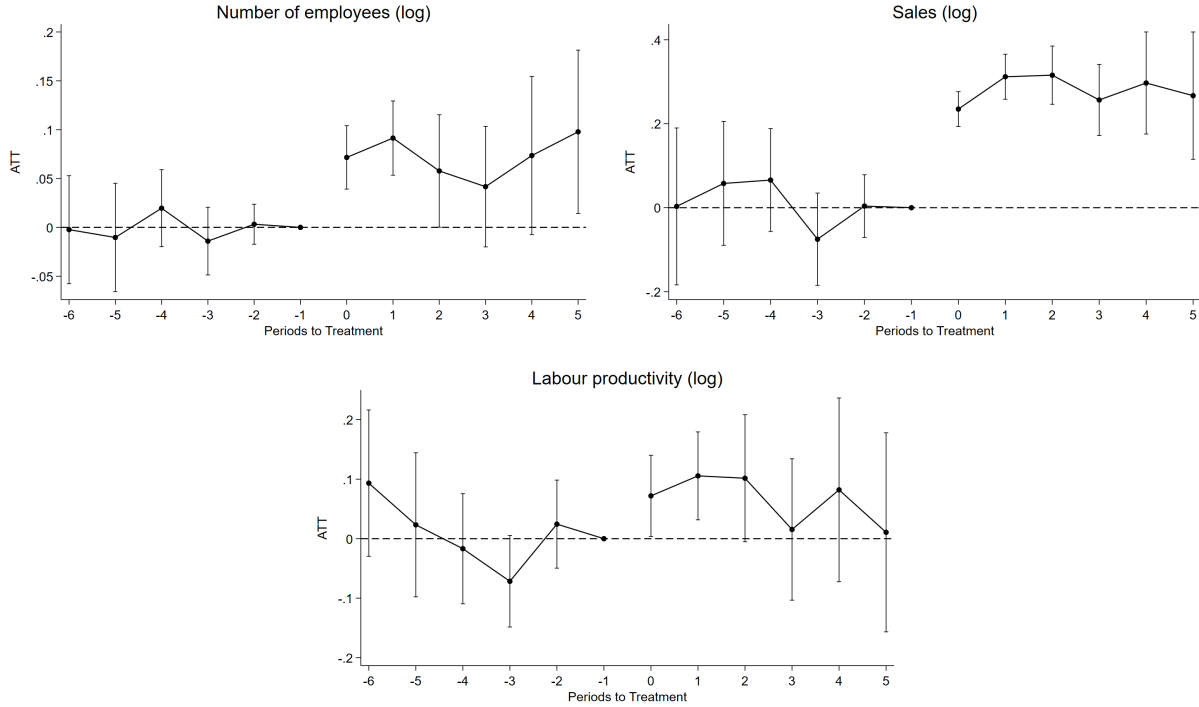 Number of employees (log)
.2
.15
.1
.05
0
-.05
ATT
-6 -5 -4 -3 -2 -1 0 1 2 3 4 5
Periods to Treatment
Sales (log)
.4
.2
0
-.2
ATT
-6 -5 -4 -3 -2 -1 0 1 2 3 4 5
Periods to Treatment
Labour productivity (log)
.2
.1
0
-.1
-.2
ATT
-6 -5 -4 -3 -2 -1 0 1 2 3 4 5
Periods to Treatment